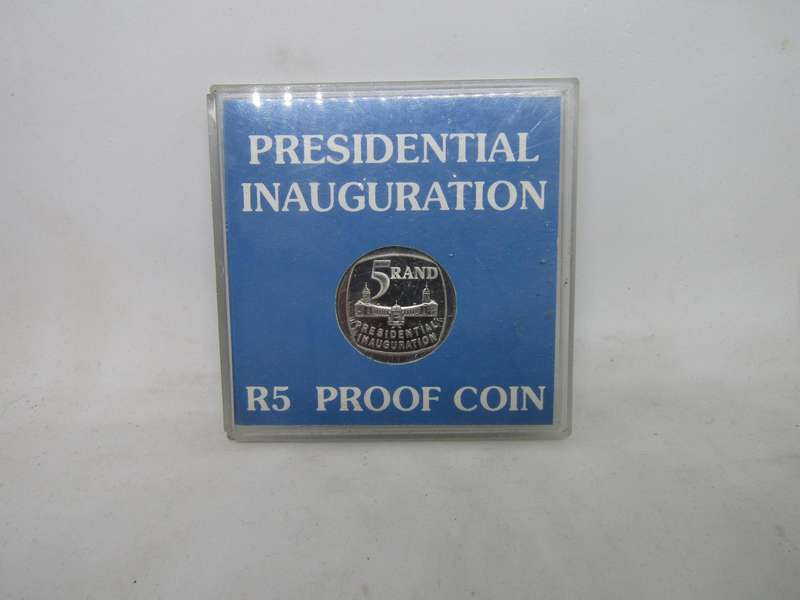 PRESIDENTIAL
INAUGURATION
5 RAND
PRESIDENTIAL
INAUGURATION
R5 PROOF COIN